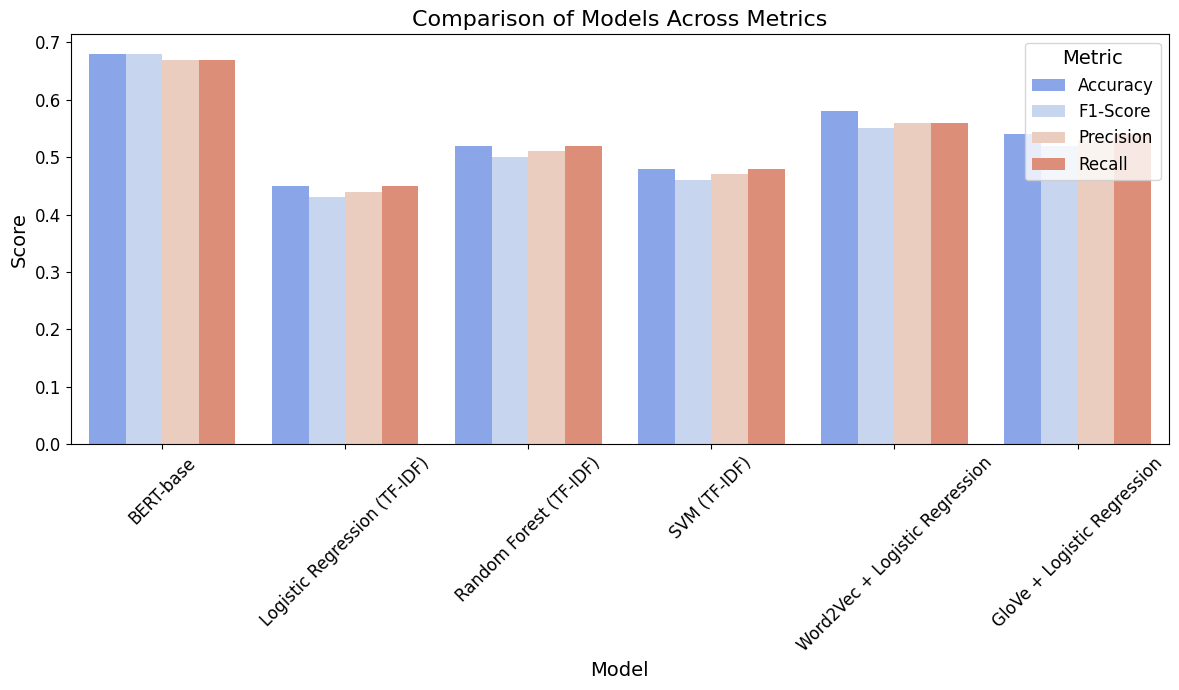 Comparison of Models Across Metrics
Metric
Accuracy
F1-Score
Precision
Recall
Score
0.7
0.6
0.5
0.4
0.3
0.2
0.1
0.0
BERT-base
Logistic Regression (TF-IDF)
Random Forest (TF-IDF)
SVM (TF-IDF)
Word2Vec + Logistic Regression
GloVe + Logistic Regression
Model